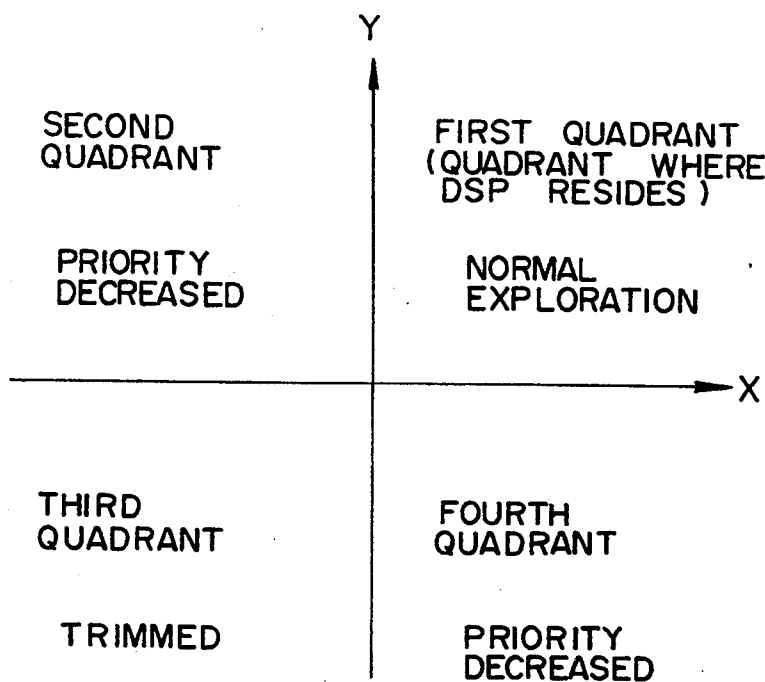 Y
SECOND
QUADRANT
FIRST QUADRANT
(QUADRANT WHERE
DSP RESIDES)
PRIORITY
DECREASED
NORMAL
EXPLORATION
X
THIRD
QUADRANT
FOURTH
QUADRANT
TRIMMED
PRIORITY
DECREASED